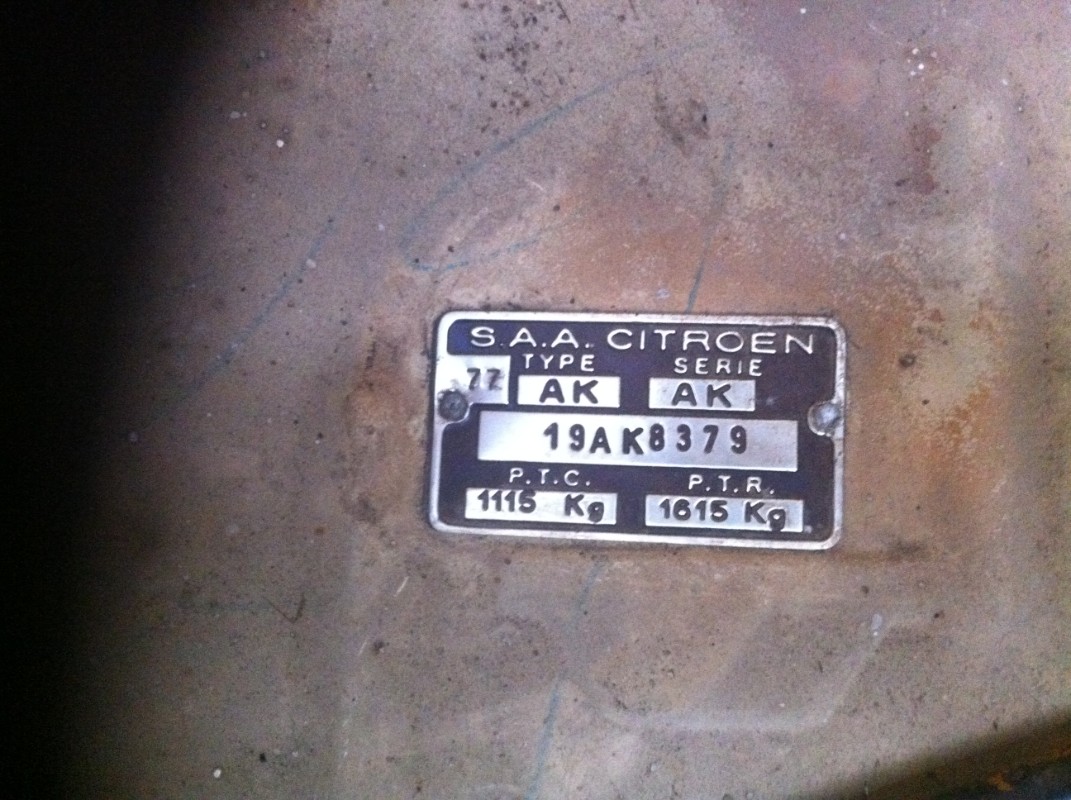 S.A.A. CITROEN
TYPE SERIE
77 AK AK
19AK8379
P.T.C. P.T.R.
1115 Kg 1615 Kg